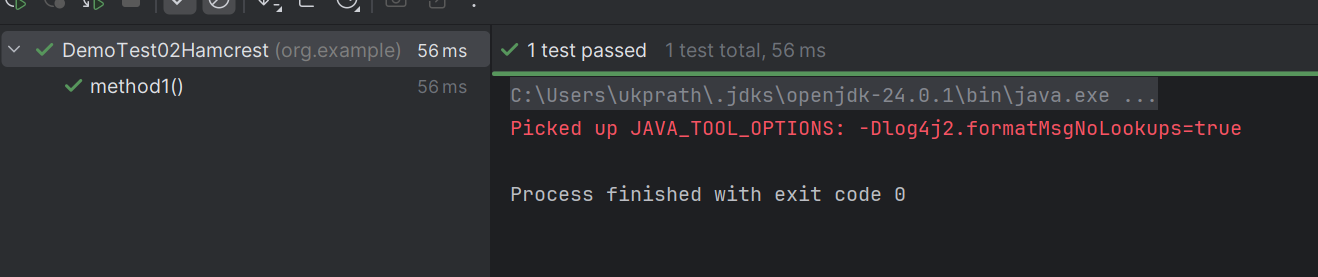 DemoTest02Hamcrest (org.example) 56 ms
method1() 56 ms
1 test passed 1 test total, 56 ms
C:\Users\ukprath\.jdks\openjdk-24.0.1\bin\java.exe ...
Picked up JAVA_TOOL_OPTIONS: -Dlog4j2.formatMsgNoLookups=true
Process finished with exit code 0